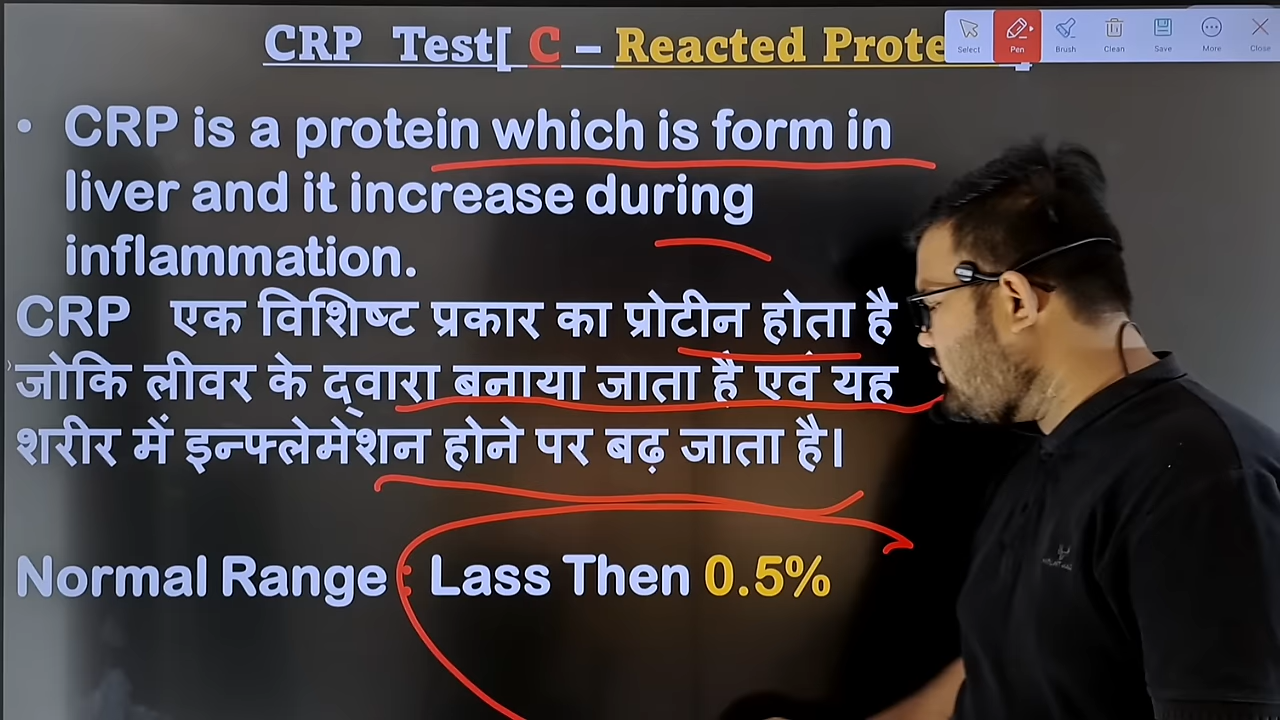 CRP Test[ C – Reacted Prote
Select Pen Brush Clean Save More Close
• CRP is a protein which is form in
liver and it increase during
inflammation.
CRP एक विशिष्ट प्रकार का प्रोटीन होता है
जोकि लीवर के द्वारा बनाया जाता है एवं यह
शरीर में इन्फ्लेमेशन होने पर बढ़ जाता है।
Normal Range : Lass Then 0.5%